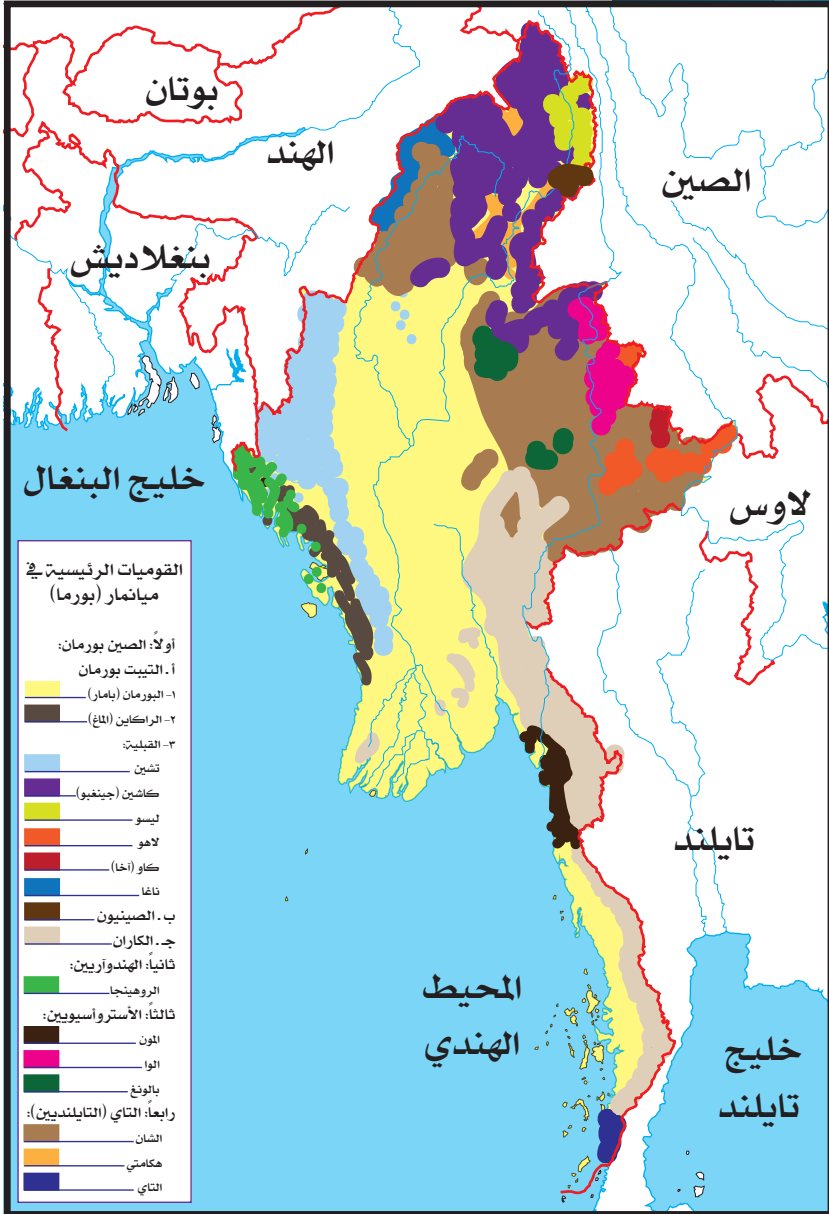 بوتان
الهند
الصين
بنغلاديش
خليج البنغال
لاوس
تايلند
المحيط
الهندي
خليج
تايلند
القوميات الرئيسية في
ميانمار (بورما)
أولاً: الصين بورمان:
أ ـ التيبت بورمان
١- البورمان (بامار)
٢- الراكاين (الماغ)
٣- القبلية:
تشين
كاشين (جينغبو)
ليسو
لاهو
كاو (آخا)
ناغا
ب ـ الصينيون
جـ ـ الكاران
ثانياً: الهندوآريين:
الروهينجا
ثالثاً: الأستروأسيويين:
المون
الوا
بالونغ
رابعاً: التاي (التايلنديين):
الشان
هكامتي
التاي